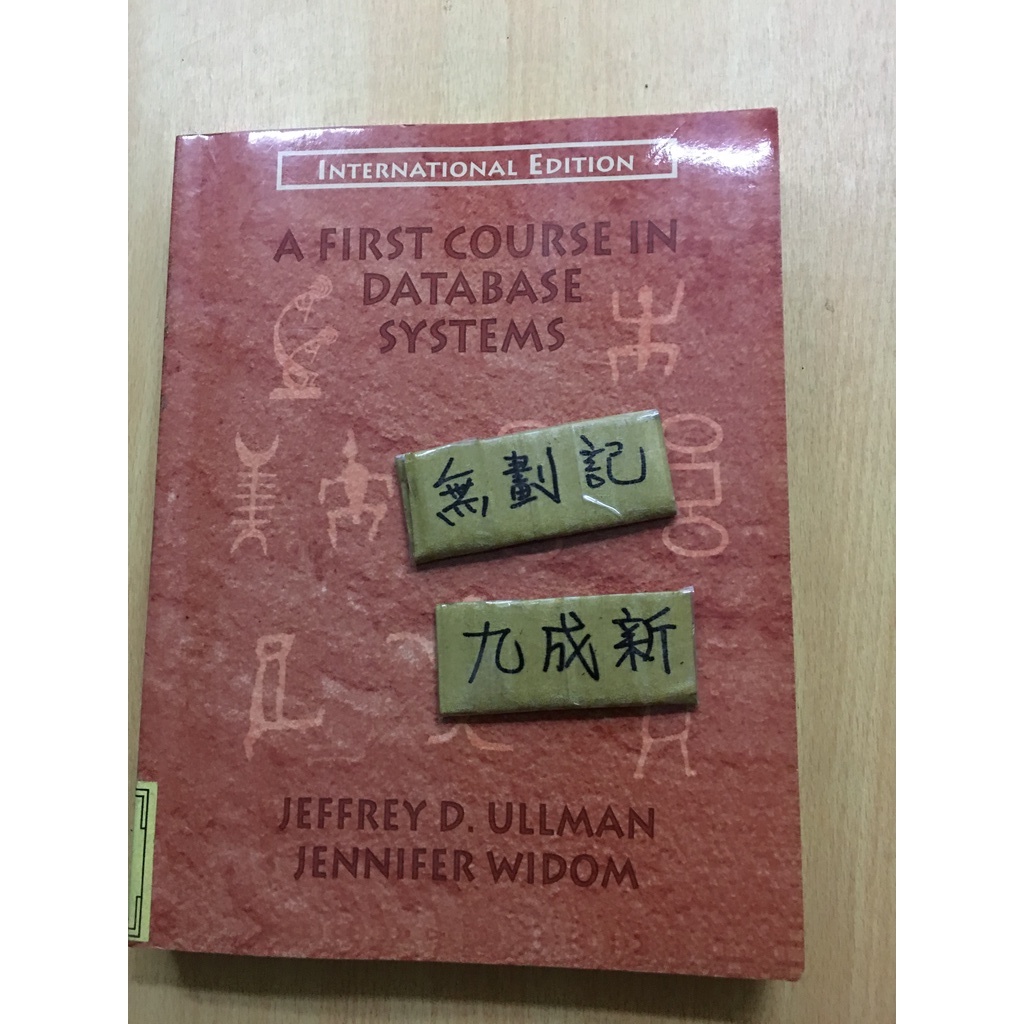 INTERNATIONAL EDITION
A FIRST COURSE IN
DATABASE
SYSTEMS
無劃記
九成新
JEFFREY D. ULLMAN
JENNIFER WIDOM